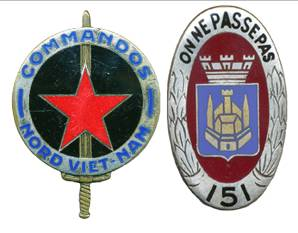 COMMANDOS
NORD VIET-NAM
ON NE PASSE PAS
151